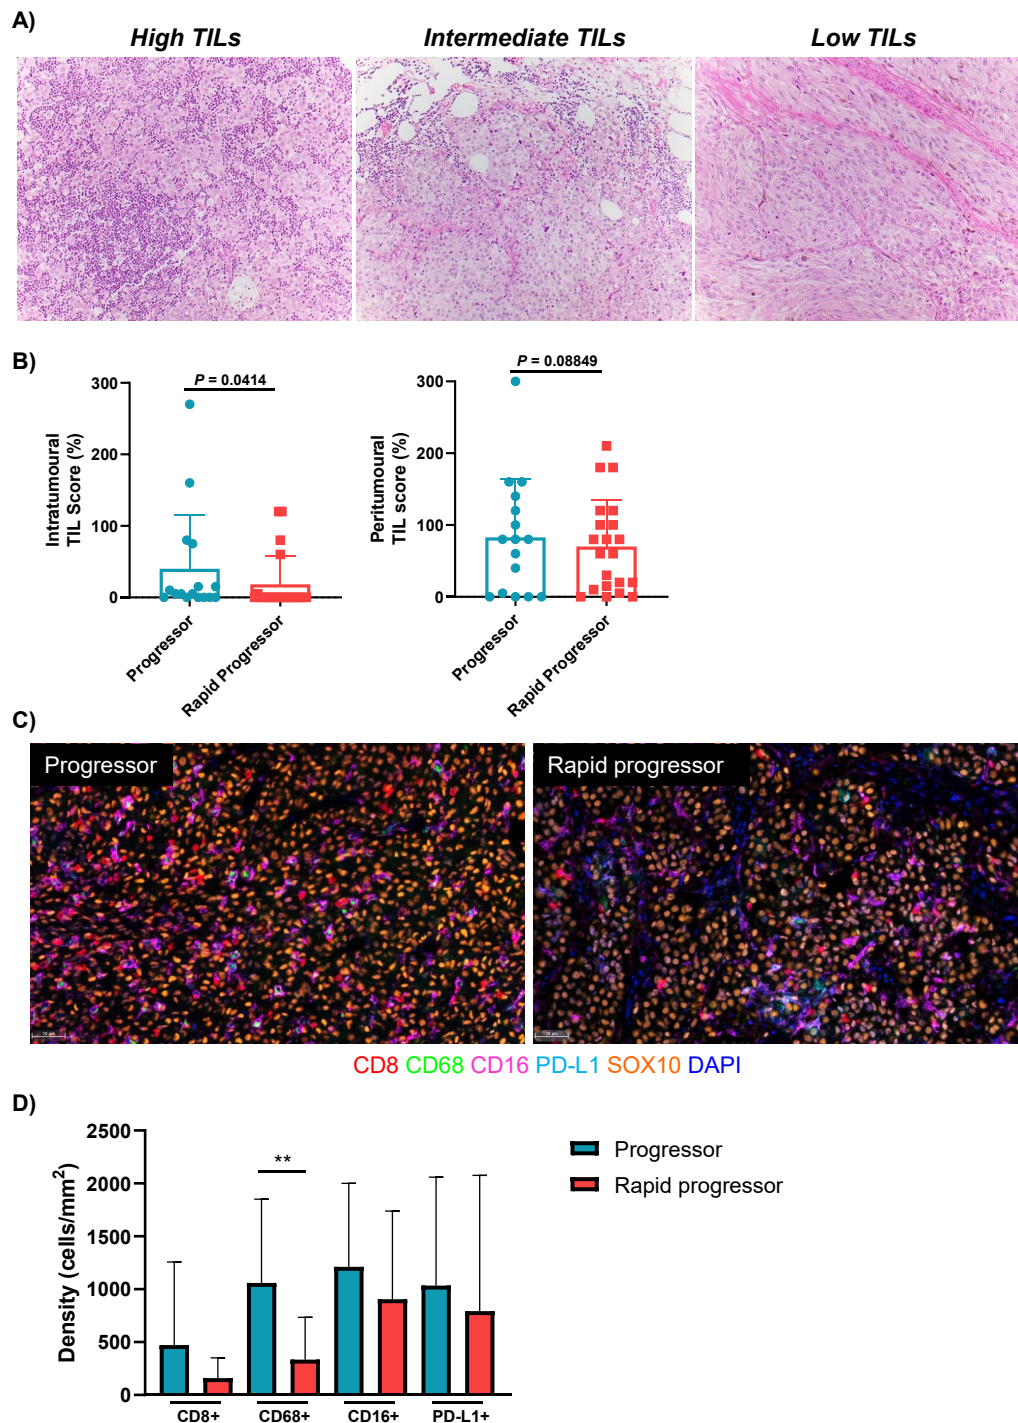 A)
High TILs
Intermediate TILs
Low TILs
B)
P = 0.0414
300
200
100
0
Intratumoural
TIL Score (%)
Progressor
Rapid Progressor
P = 0.08849
300
200
100
0
Peritumoural
TIL score (%)
Progressor
Rapid Progressor
C)
Progressor
Rapid progressor
CD8 CD68 CD16 PD-L1 SOX10 DAPI
D)
2500
2000
1500
1000
500
0
Density (cells/mm²)
**
CD8+
CD68+
CD16+
PD-L1+
Progressor
Rapid progressor